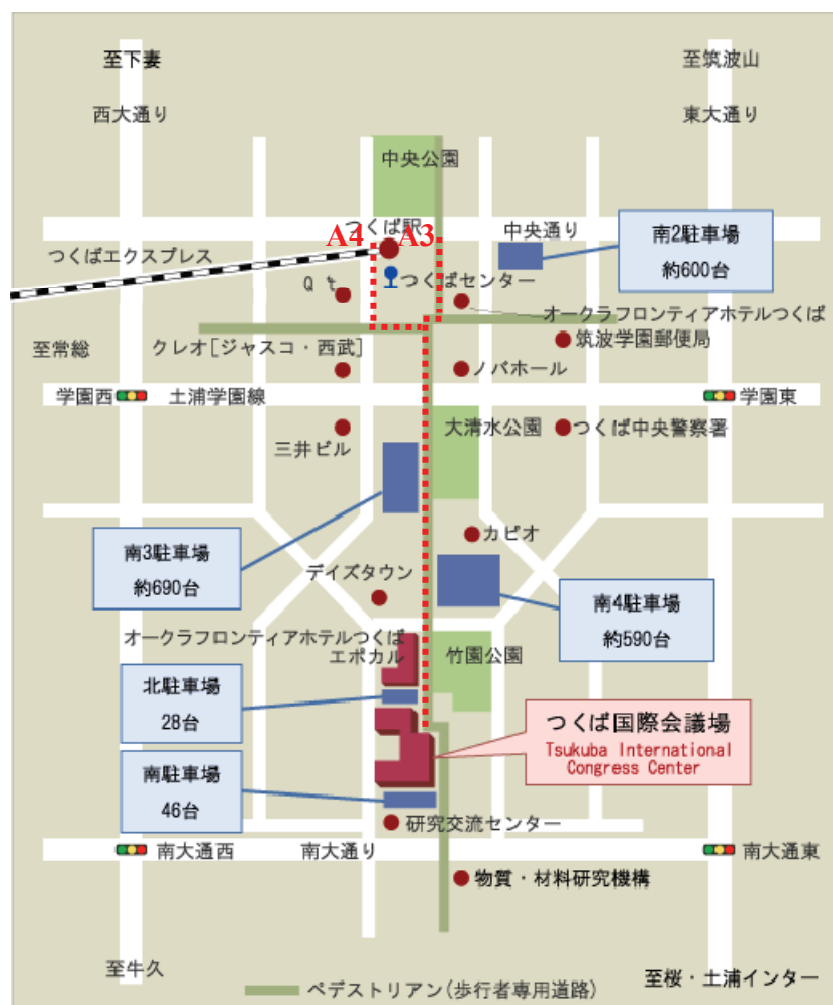 至下妻
至筑波山
西大通り
東大通り
中央公園
つくば駅
A4
A3
中央通り
南2駐車場
約600台
つくばエクスプレス
つくばセンター
Q t
オークラフロンティアホテルつくば
筑波学園郵便局
至常総
クレオ[ジャスコ・西武]
ノバホール
学園西
土浦学園線
学園東
大清水公園
つくば中央警察署
三井ビル
カピオ
南3駐車場
約690台
デイズタウン
南4駐車場
約590台
オークラフロンティアホテルつくば
エポカル
竹園公園
北駐車場
28台
つくば国際会議場
Tsukuba International
Congress Center
南駐車場
46台
研究交流センター
南大通西
南大通り
南大通東
物質・材料研究機構
至牛久
至桜・土浦インター
ペデストリアン(歩行者専用道路)